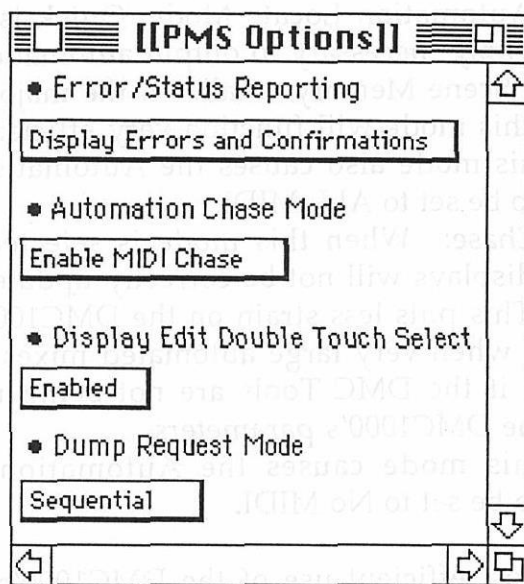 [[PMS Options]]
• Error/Status Reporting
Display Errors and Confirmations
• Automation Chase Mode
Enable MIDI Chase
• Display Edit Double Touch Select
Enabled
• Dump Request Mode
Sequential